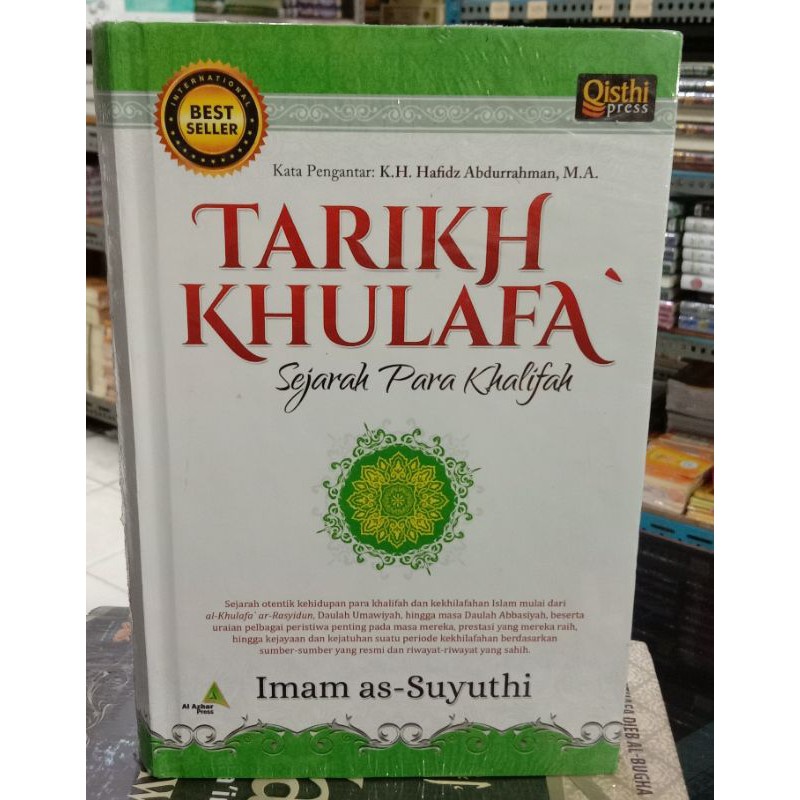 INTERNATIONAL
BEST
SELLER
Qisthi
press
Kata Pengantar: K.H. Hafidz Abdurrahman, M.A.
TARIKH
KHULAFA`
Sejarah Para Khalifah
Sejarah otentik kehidupan para khalifah dan kekhilafahan Islam mulai dari
al-Khulafa` ar-Rasyidun, Daulah Umawiyah, hingga masa Daulah Abbasiyah, beserta
uraian pelbagai peristiwa penting pada masa mereka, prestasi yang mereka raih,
hingga kejayaan dan kejatuhan suatu periode kekhilafahan berdasarkan
sumber-sumber yang resmi dan riwayat-riwayat yang sahih.
Al Azhar
Press
Imam as-Suyuthi
DIEB AL-BUGHA